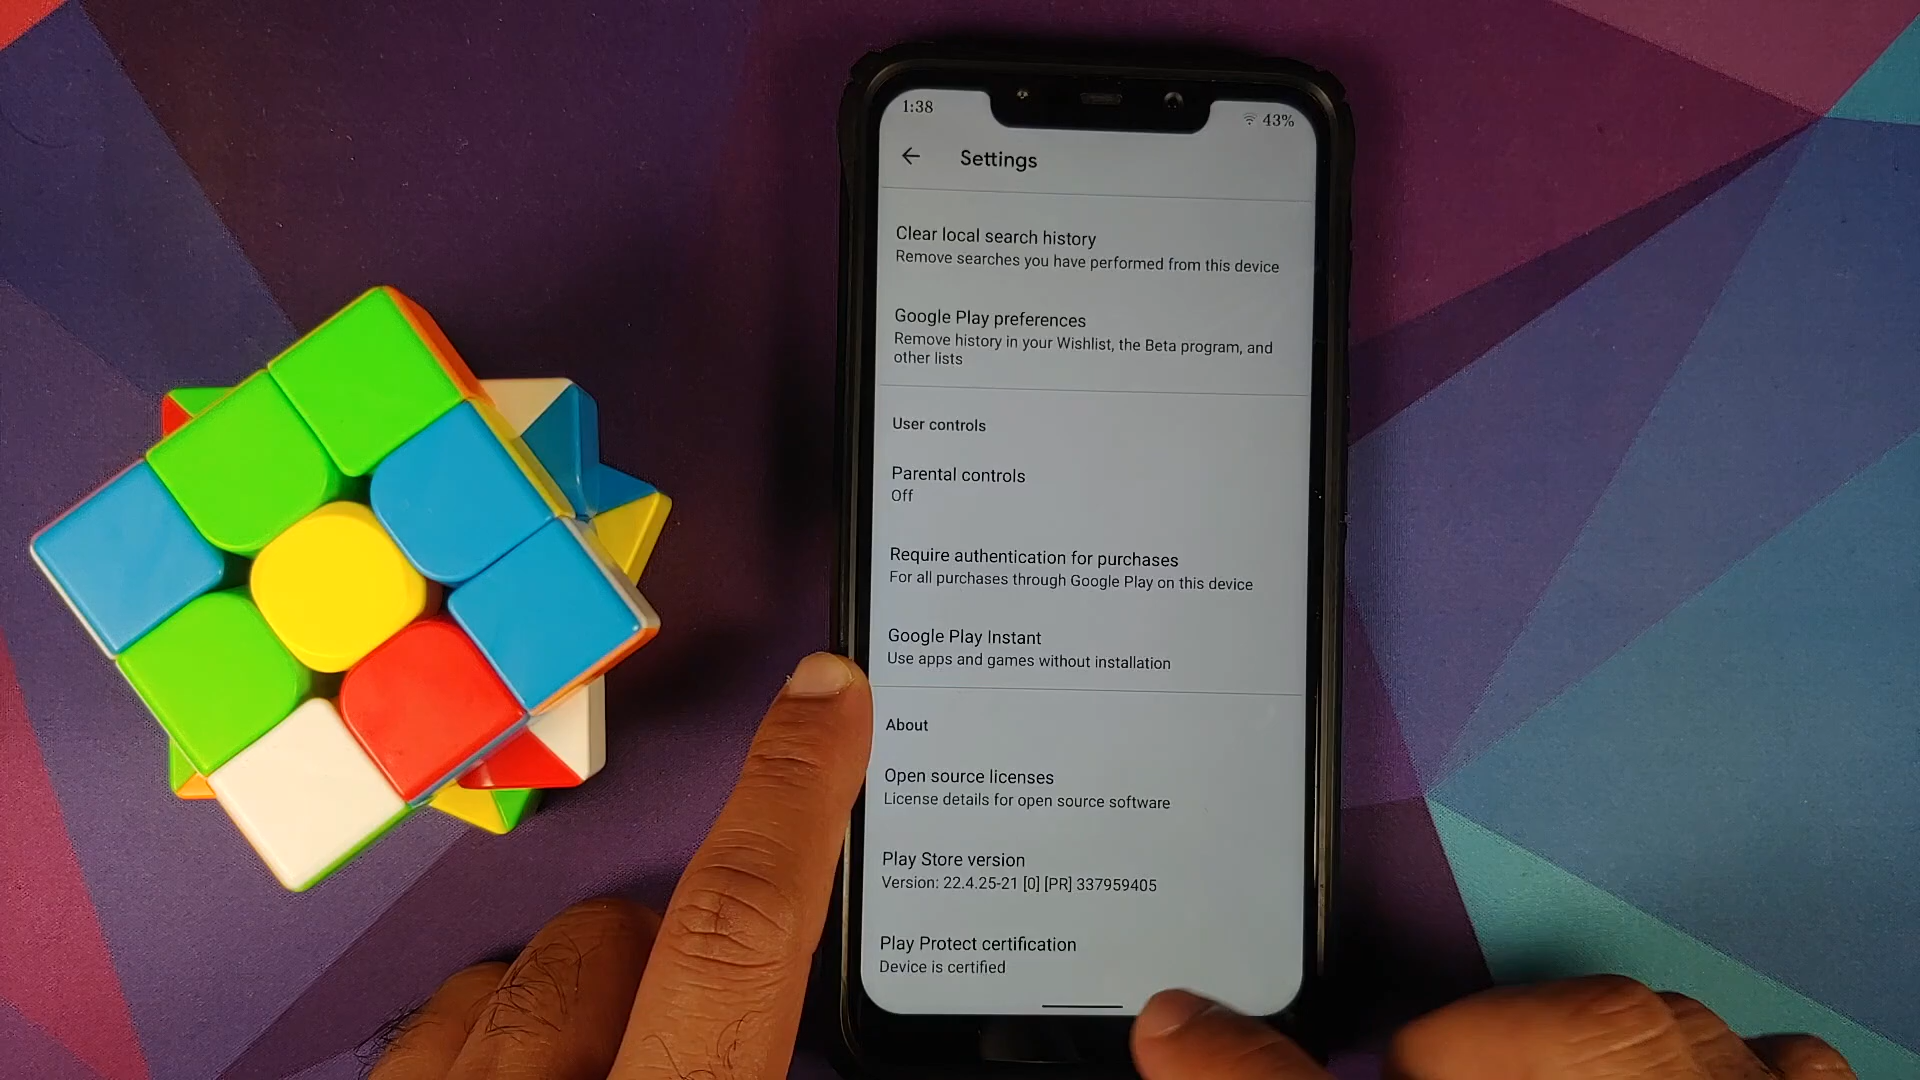 1:38
43%
Settings
Clear local search history
Remove searches you have performed from this device
Google Play preferences
Remove history in your Wishlist, the Beta program, and
other lists
User controls
Parental controls
Off
Require authentication for purchases
For all purchases through Google Play on this device
Google Play Instant
Use apps and games without installation
About
Open source licenses
License details for open source software
Play Store version
Version: 22.4.25-21 [0] [PR] 337959405
Play Protect certification
Device is certified